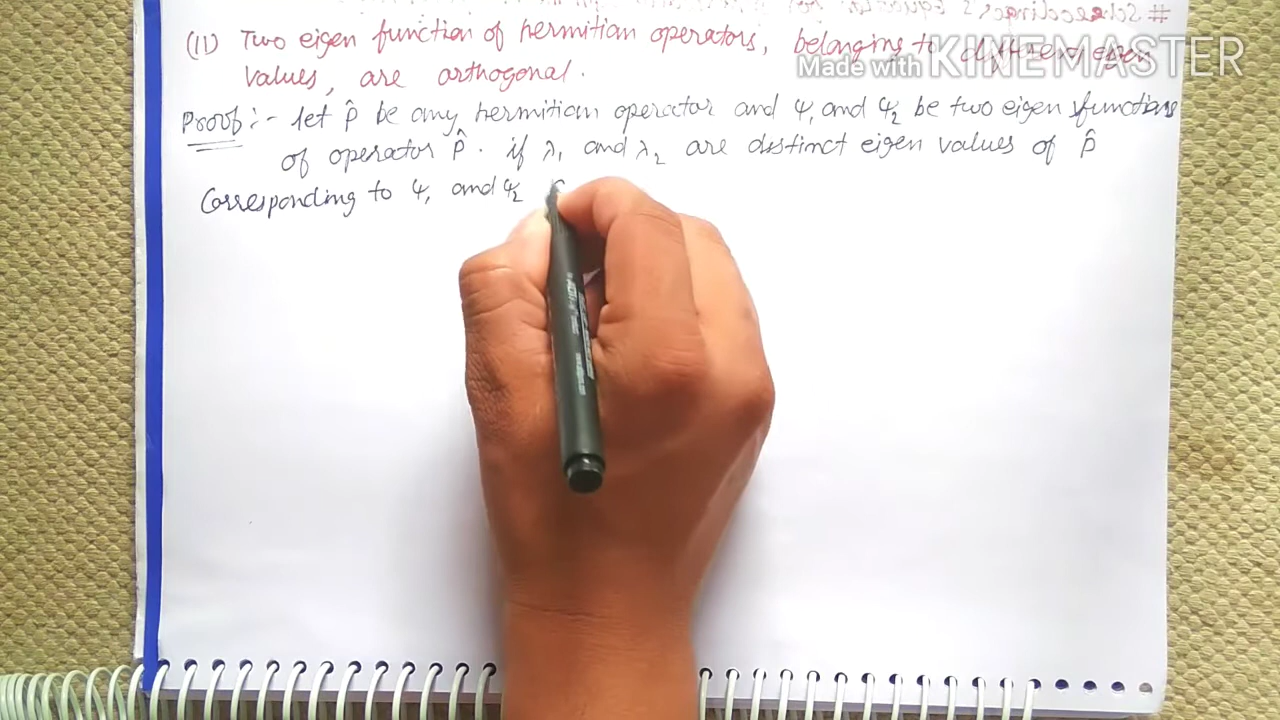 (II) Two eigen function of hermitian operators, belonging to different eigen
Made with KINEMASTER
values, are orthogonal.
Proof :- let p̂ be any hermitian operator and ψ₁ and ψ₂ be two eigen functions
of operator p̂. if λ₁ and λ₂ are distinct eigen values of p̂
Corresponding to ψ₁ and ψ₂